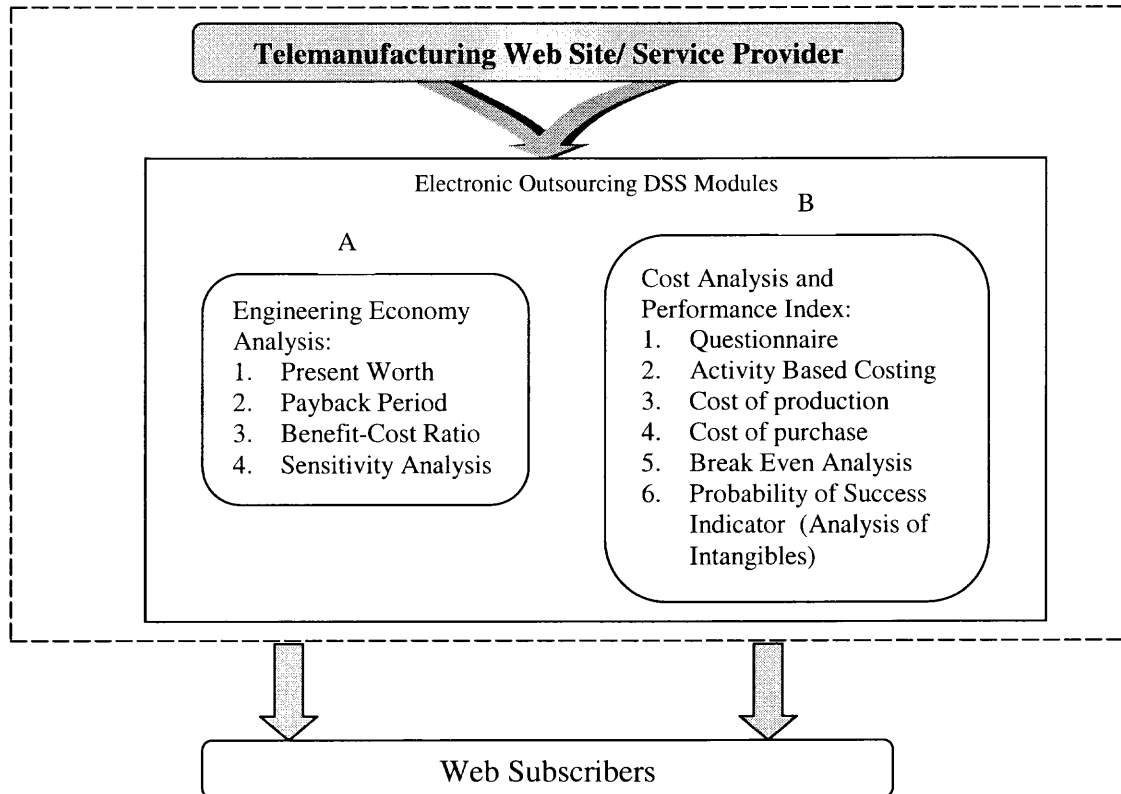 Telemanufacturing Web Site/ Service Provider
Electronic Outsourcing DSS Modules
A
Engineering Economy
Analysis:
1. Present Worth
2. Payback Period
3. Benefit-Cost Ratio
4. Sensitivity Analysis
B
Cost Analysis and
Performance Index:
1. Questionnaire
2. Activity Based Costing
3. Cost of production
4. Cost of purchase
5. Break Even Analysis
6. Probability of Success
Indicator (Analysis of
Intangibles)
Web Subscribers